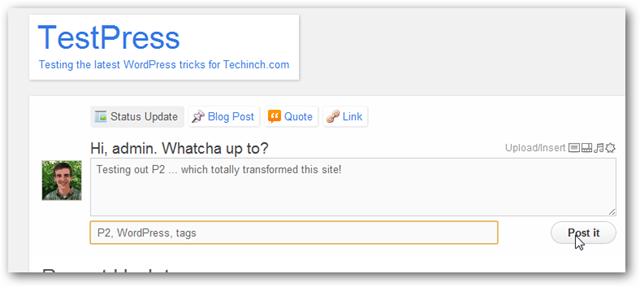 TestPress
Testing the latest WordPress tricks for Techinch.com
Status Update Blog Post Quote Link
Hi, admin. Whatcha up to? Upload/Insert
Testing out P2 ... which totally transformed this site!
P2, WordPress, tags Post it